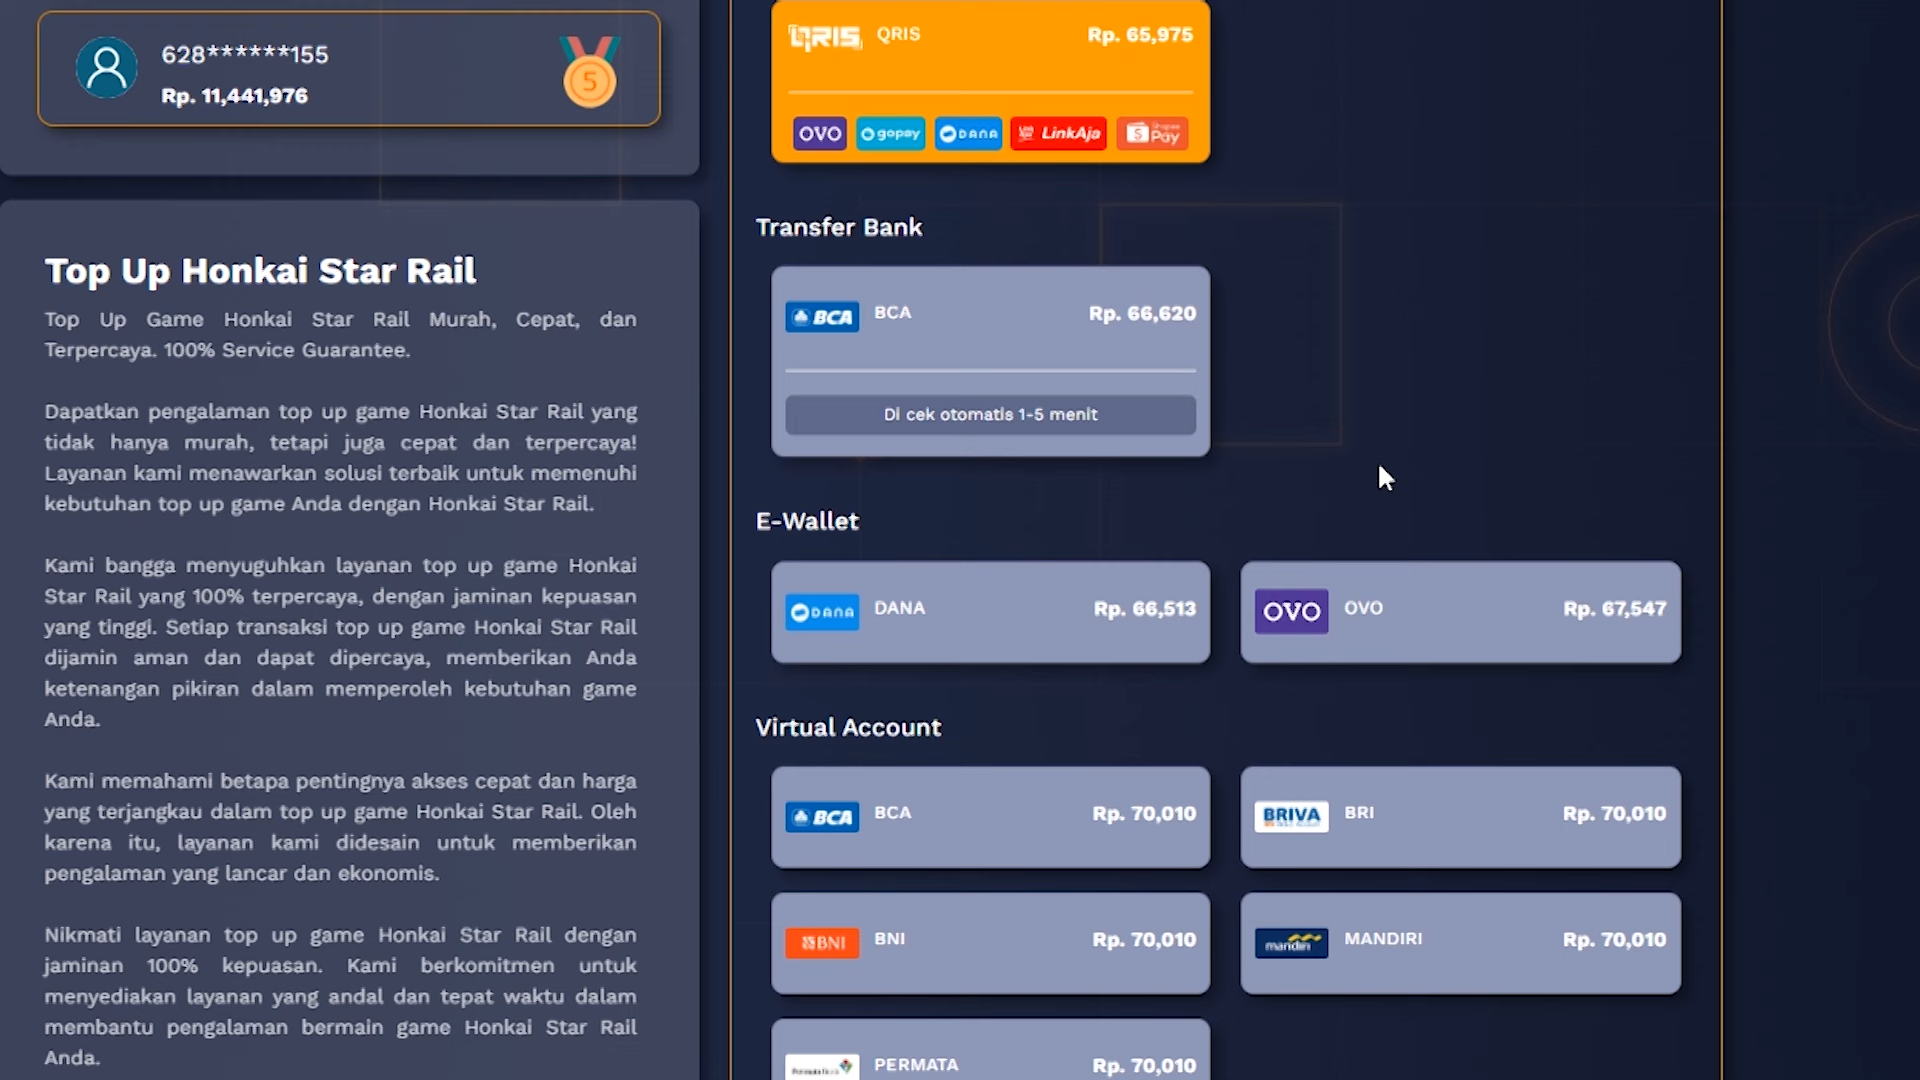 628******155
Rp. 11,441,976
5
Top Up Honkai Star Rail
Top Up Game Honkai Star Rail Murah, Cepat, dan
Terpercaya. 100% Service Guarantee.
Dapatkan pengalaman top up game Honkai Star Rail yang
tidak hanya murah, tetapi juga cepat dan terpercaya!
Layanan kami menawarkan solusi terbaik untuk memenuhi
kebutuhan top up game Anda dengan Honkai Star Rail.
Kami bangga menyuguhkan layanan top up game Honkai
Star Rail yang 100% terpercaya, dengan jaminan kepuasan
yang tinggi. Setiap transaksi top up game Honkai Star Rail
dijamin aman dan dapat dipercaya, memberikan Anda
ketenangan pikiran dalam memperoleh kebutuhan game
Anda.
Kami memahami betapa pentingnya akses cepat dan harga
yang terjangkau dalam top up game Honkai Star Rail. Oleh
karena itu, layanan kami didesain untuk memberikan
pengalaman yang lancar dan ekonomis.
Nikmati layanan top up game Honkai Star Rail dengan
jaminan 100% kepuasan. Kami berkomitmen untuk
menyediakan layanan yang andal dan tepat waktu dalam
membantu pengalaman bermain game Honkai Star Rail
Anda.
QRIS QRIS Rp. 65,975
OVO gopay DANA LinkAja Shopee Pay
Transfer Bank
BCA BCA Rp. 66,620
Di cek otomatis 1-5 menit
E-Wallet
DANA DANA Rp. 66,513
OVO OVO Rp. 67,547
Virtual Account
BCA BCA Rp. 70,010
BRIVA BRI Rp. 70,010
BNI BNI Rp. 70,010
mandiri MANDIRI Rp. 70,010
PermataBank PERMATA Rp. 70,010